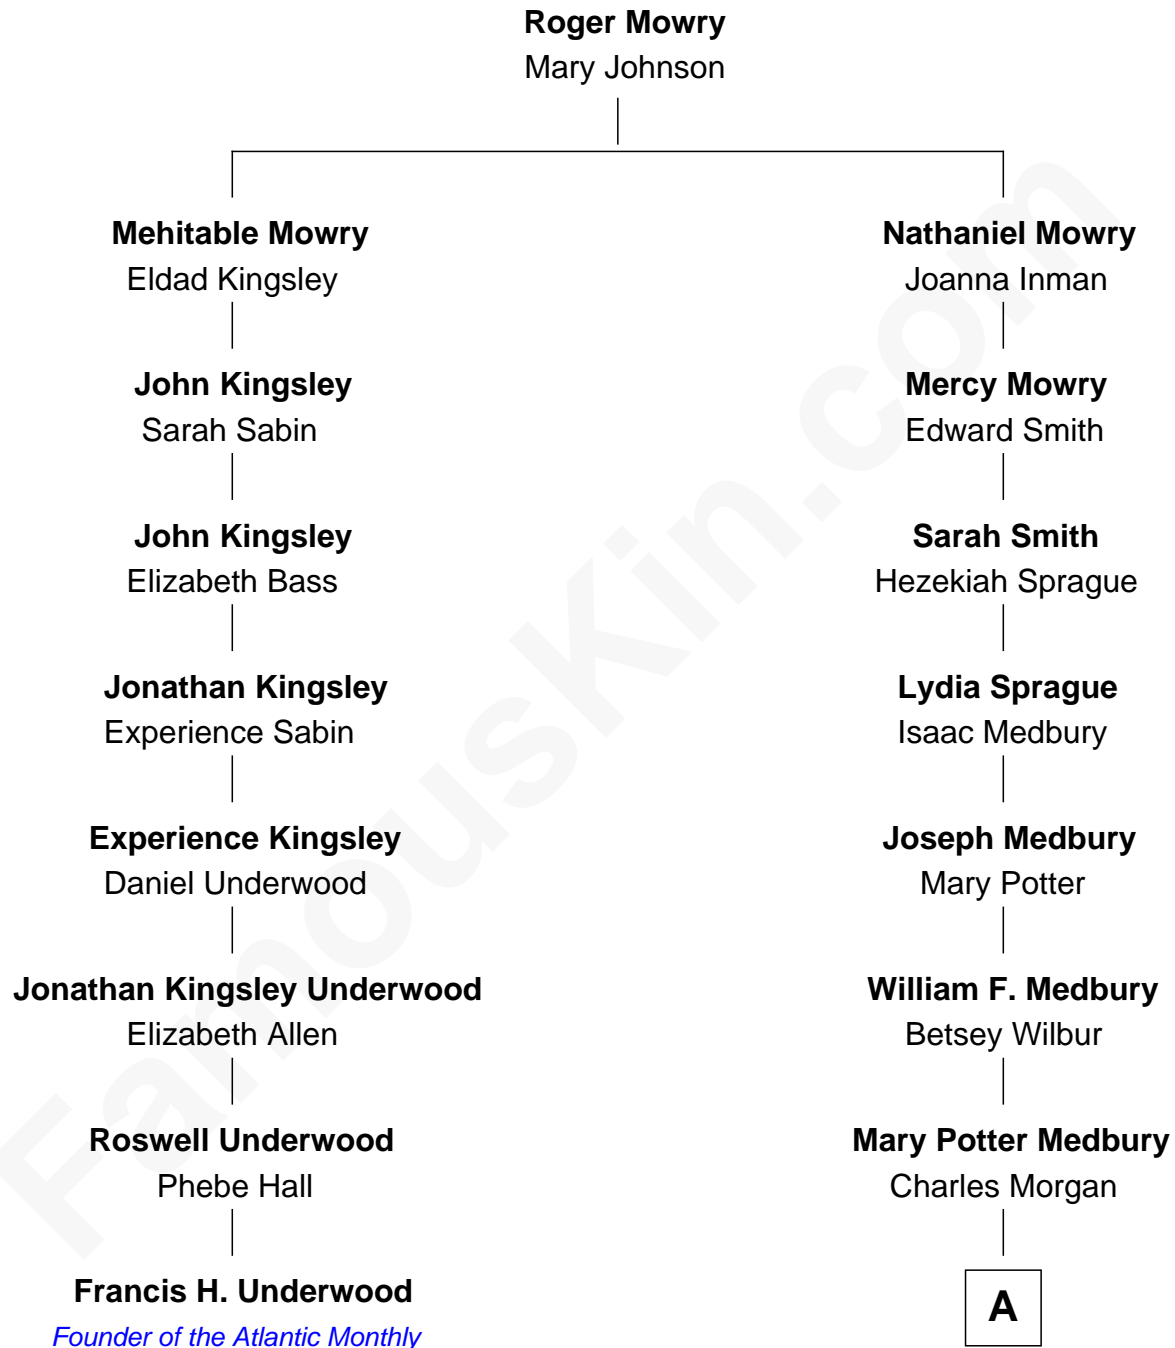 Roger Mowry
Mary Johnson
Mehitable Mowry
Eldad Kingsley
Nathaniel Mowry
Joanna Inman
John Kingsley
Sarah Sabin
Mercy Mowry
Edward Smith
John Kingsley
Elizabeth Bass
Sarah Smith
Hezekiah Sprague
Jonathan Kingsley
Experience Sabin
Lydia Sprague
Isaac Medbury
Experience Kingsley
Daniel Underwood
Joseph Medbury
Mary Potter
Jonathan Kingsley Underwood
Elizabeth Allen
William F. Medbury
Betsey Wilbur
Roswell Underwood
Phebe Hall
Mary Potter Medbury
Charles Morgan
Francis H. Underwood
Founder of the Atlantic Monthly
A
FamousKin.com